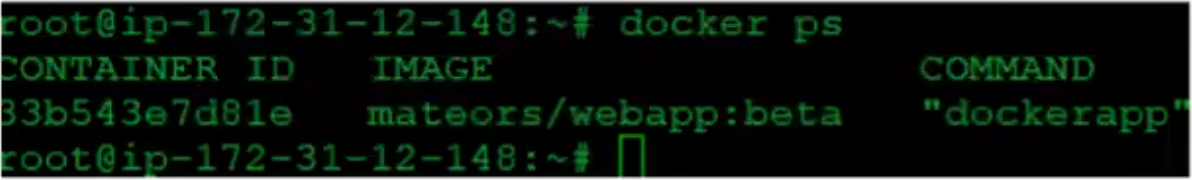 root@ip-172-31-12-148:~# docker ps
CONTAINER ID IMAGE COMMAND
33b543e7d81e mateors/webapp:beta "dockerapp"
root@ip-172-31-12-148:~#